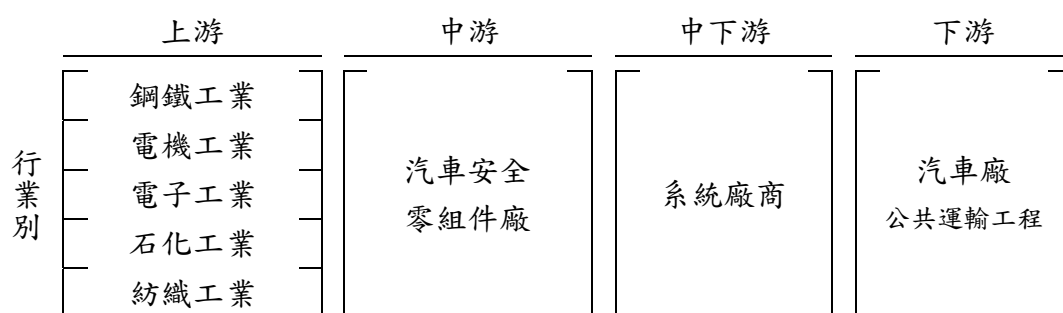 上游 中游 中下游 下游
行業別
鋼鐵工業
電機工業
電子工業
石化工業
紡織工業
汽車安全
零組件廠
系統廠商
汽車廠
公共運輸工程